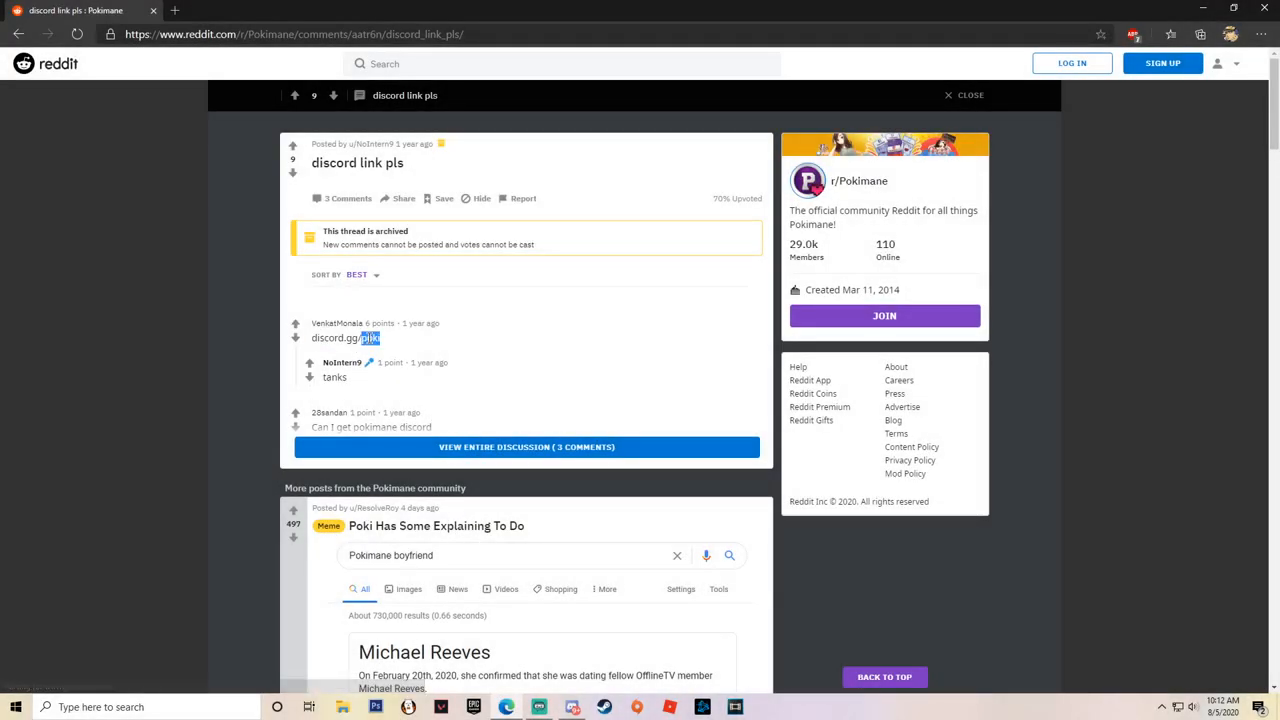 discord link pls : Pokimane
https://www.reddit.com/r/Pokimane/comments/aatr6n/discord_link_pls/
reddit
Search
LOG IN
SIGN UP
9
discord link pls
CLOSE
Posted by u/NoIntern9 1 year ago
9
discord link pls
3 Comments Share Save Hide Report
70% Upvoted
This thread is archived
New comments cannot be posted and votes cannot be cast
SORT BY BEST
VenkatMonala 6 points · 1 year ago
discord.gg/poki
NoIntern9 1 point · 1 year ago
tanks
28sandan 1 point · 1 year ago
Can I get pokimane discord
VIEW ENTIRE DISCUSSION ( 3 COMMENTS)
More posts from the Pokimane community
Posted by u/ResolveRoy 4 days ago
497
Meme Poki Has Some Explaining To Do
Pokimane boyfriend
All Images News Videos Shopping More Settings Tools
About 730,000 results (0.66 seconds)
Michael Reeves
On February 20th, 2020, she confirmed that she was dating fellow OfflineTV member
Michael Reeves.
P
r/Pokimane
The official community Reddit for all things
Pokimane!
29.0k 110
Members Online
Created Mar 11, 2014
JOIN
Help About
Reddit App Careers
Reddit Coins Press
Reddit Premium Advertise
Reddit Gifts Blog
Terms
Content Policy
Privacy Policy
Mod Policy
Reddit Inc © 2020. All rights reserved
BACK TO TOP
Type here to search
EPIC
10:12 AM
8/5/2020
2